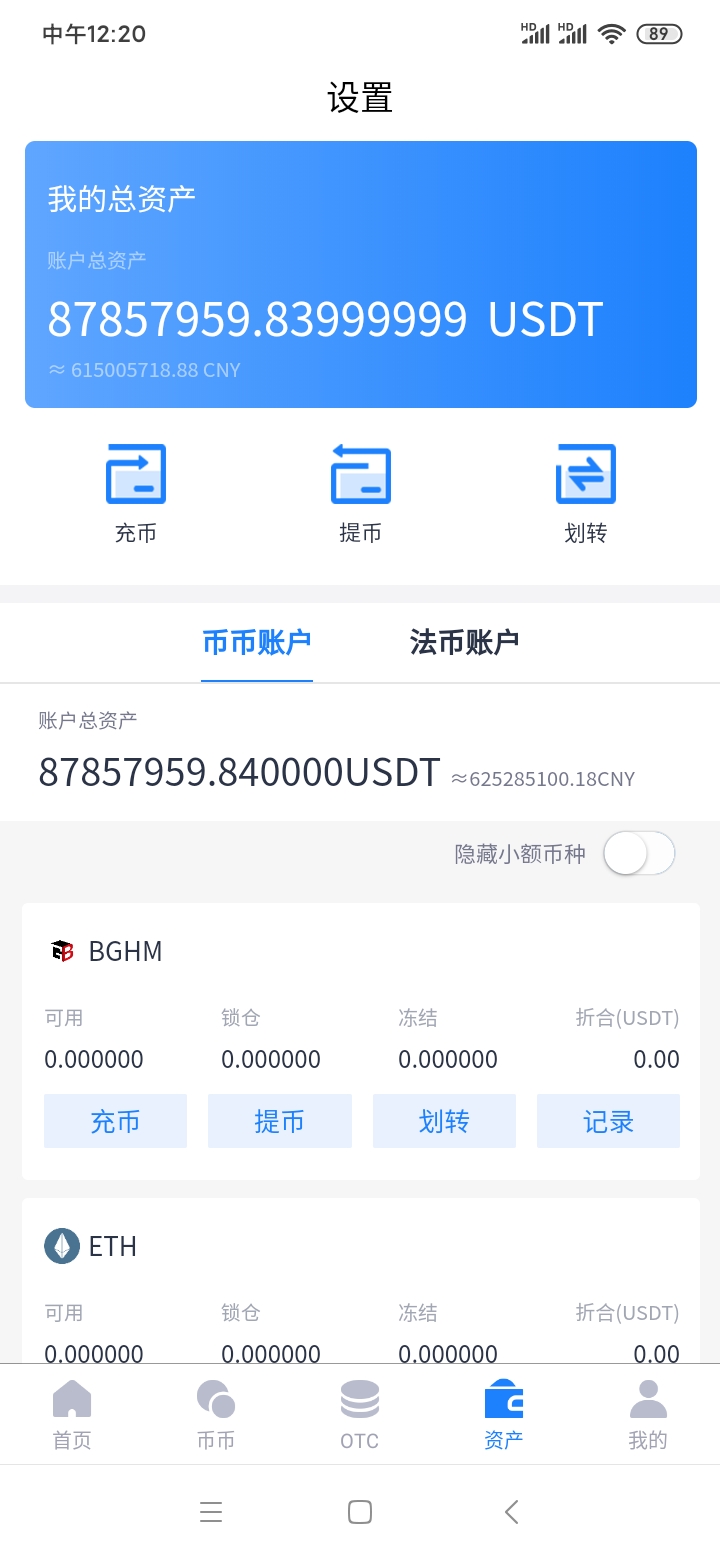 中午12:20
HD HD 89
设置
我的总资产
账户总资产
87857959.83999999 USDT
≈ 615005718.88 CNY
充币 提币 划转
币币账户 法币账户
账户总资产
87857959.840000USDT ≈625285100.18CNY
隐藏小额币种
BGHM
可用 锁仓 冻结 折合(USDT)
0.000000 0.000000 0.000000 0.00
充币 提币 划转 记录
ETH
可用 锁仓 冻结 折合(USDT)
0.000000 0.000000 0.000000 0.00
首页 币币 OTC 资产 我的